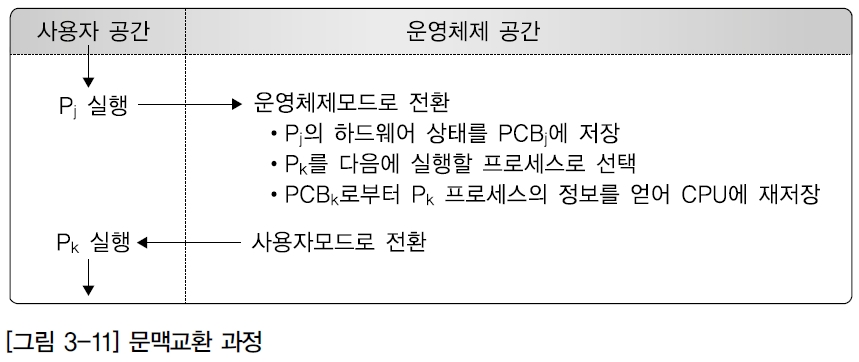 사용자 공간
운영체제 공간
Pj 실행
운영체제모드로 전환
• Pj의 하드웨어 상태를 PCBj에 저장
• Pk를 다음에 실행할 프로세스로 선택
• PCBk로부터 Pk 프로세스의 정보를 얻어 CPU에 재저장
Pk 실행
사용자모드로 전환
[그림 3-11] 문맥교환 과정